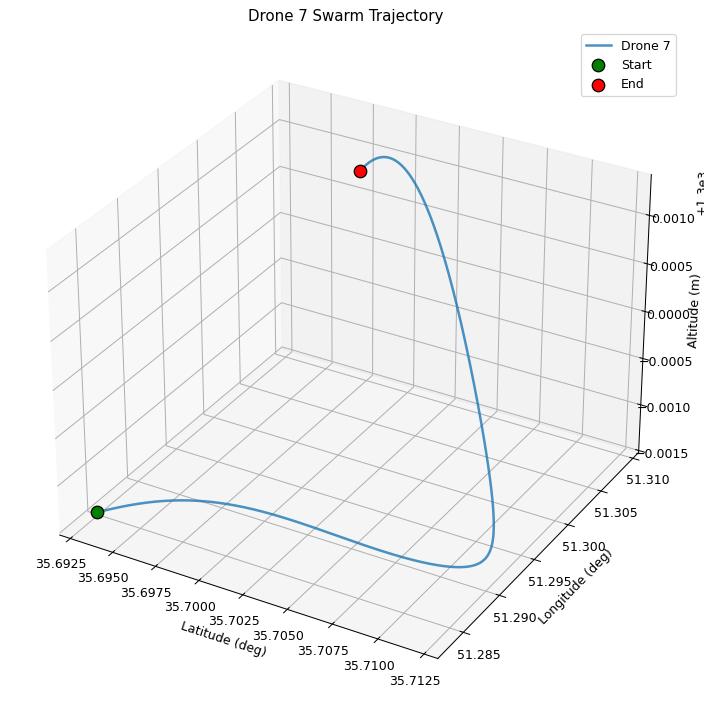 Drone 7 Swarm Trajectory
Drone 7
Start
End
+1.3e3
0.0010
0.0005
0.0000
−0.0005
−0.0010
−0.0015
Altitude (m)
51.310
51.305
51.300
51.295
51.290
51.285
Longitude (deg)
35.6925
35.6950
35.6975
35.7000
35.7025
35.7050
35.7075
35.7100
35.7125
Latitude (deg)